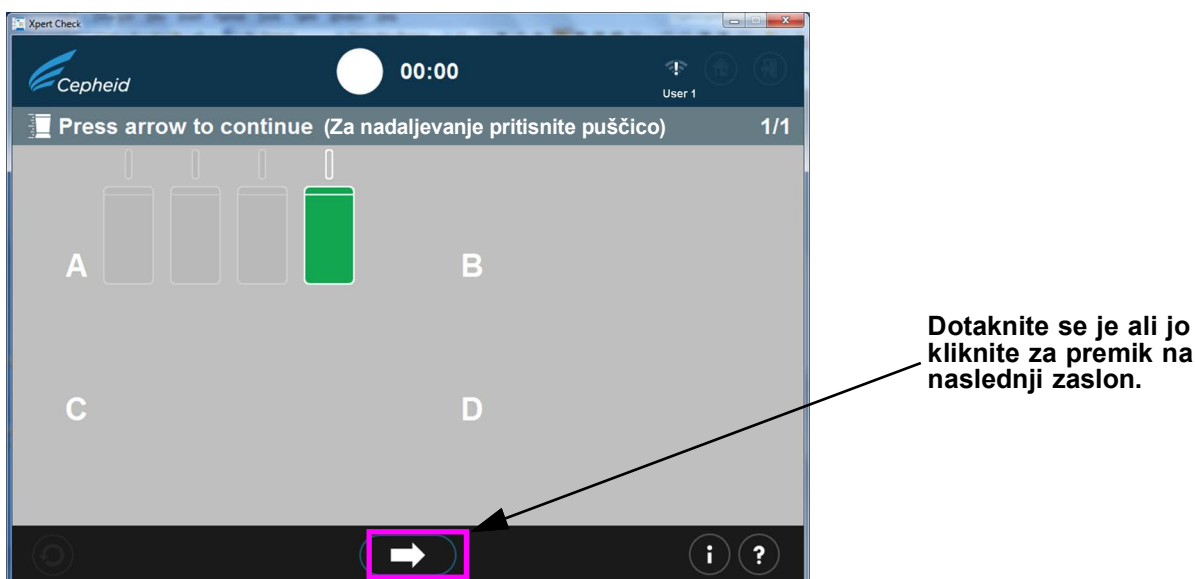 Xpert Check
Cepheid
00:00
User 1
Press arrow to continue (Za nadaljevanje pritisnite puščico) 1/1
A
B
C
D
Dotaknite se je ali jo
kliknite za premik na
naslednji zaslon.
i ?